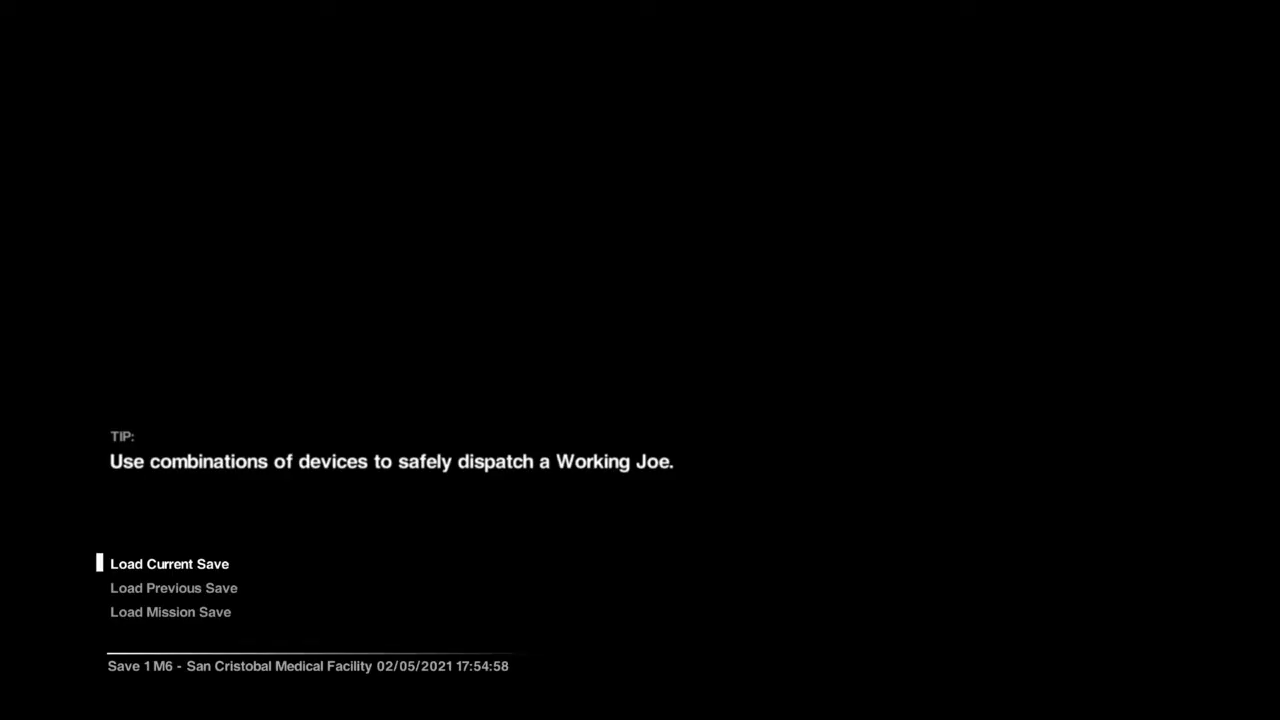 TIP:
Use combinations of devices to safely dispatch a Working Joe.
Load Current Save
Load Previous Save
Load Mission Save
Save 1 M6 - San Cristobal Medical Facility 02/05/2021 17:54:58